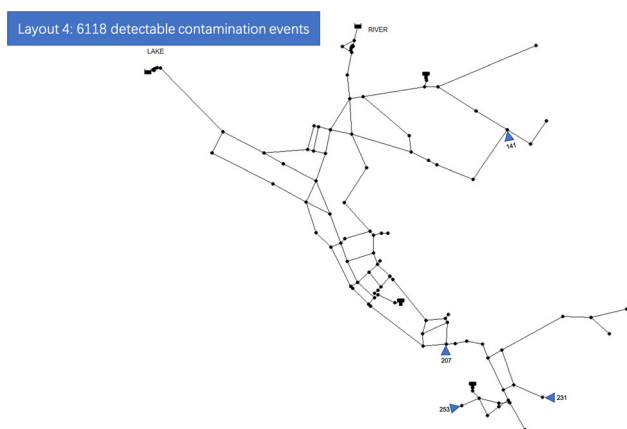 Layout 4: 6118 detectable contamination events
RIVER
LAKE
141
207
231
253